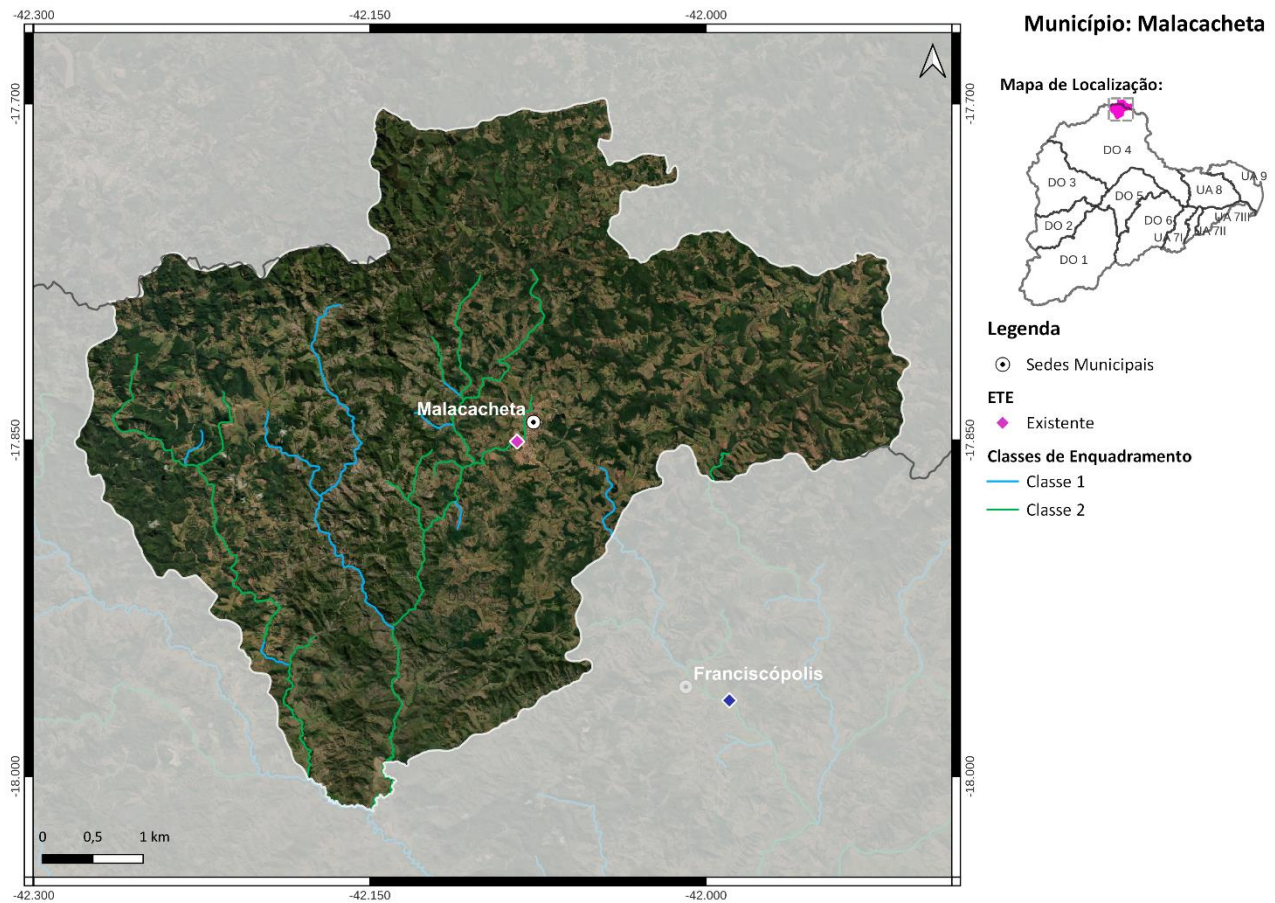 -42.300
-42.150
-42.000
Município: Malacacheta
-17.700
-17.700
Mapa de Localização:
DO 4
DO 3
UA 9
DO 5
UA 8
DO 2
DO 6
UA 7III
UA 7I
UA 7II
DO 1
Legenda
Sedes Municipais
ETE
Existente
Classes de Enquadramento
Classe 1
Classe 2
Malacacheta
-17.850
-17.850
Franciscópolis
-18.000
-18.000
0 0,5 1 km
-42.300
-42.150
-42.000